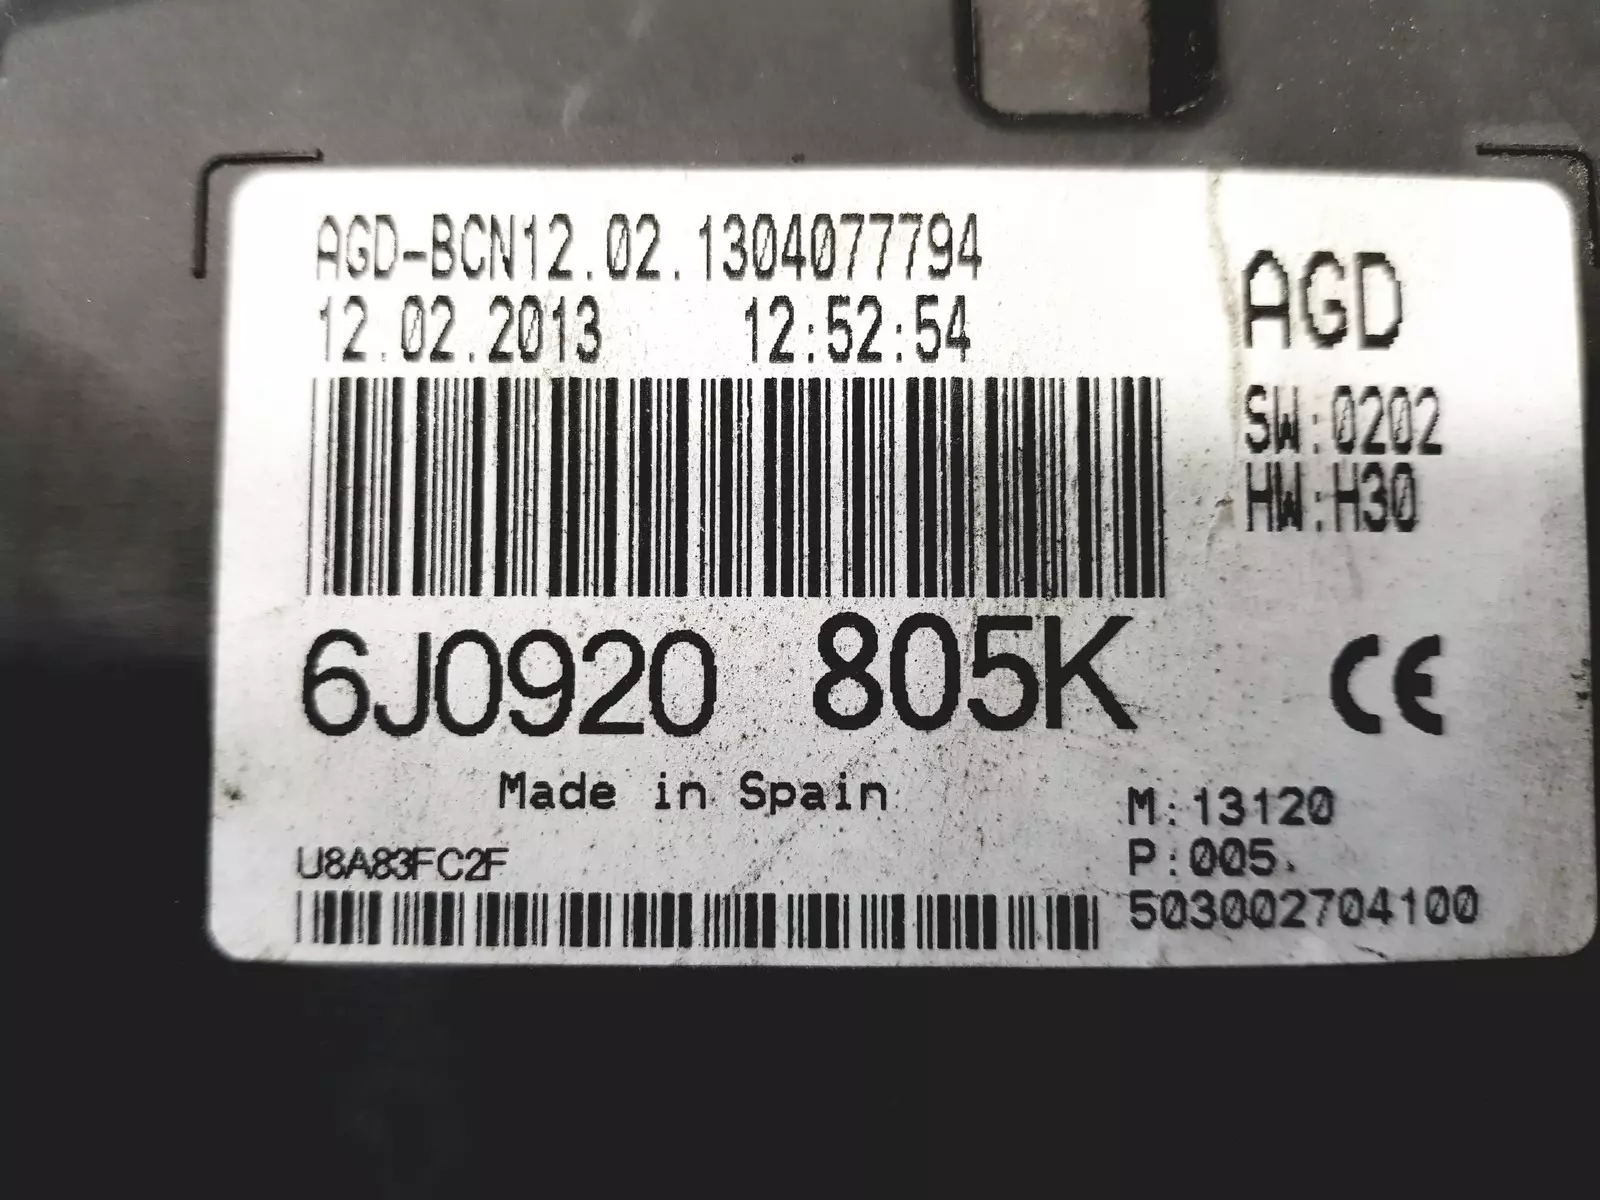 AGD-BCN12.02.1304077794
12.02.2013 12:52:54
AGD
SW:0202
HW:H30
6J0920 805K
CE
Made in Spain
M:13120
P:005.
U8A83FC2F
503002704100